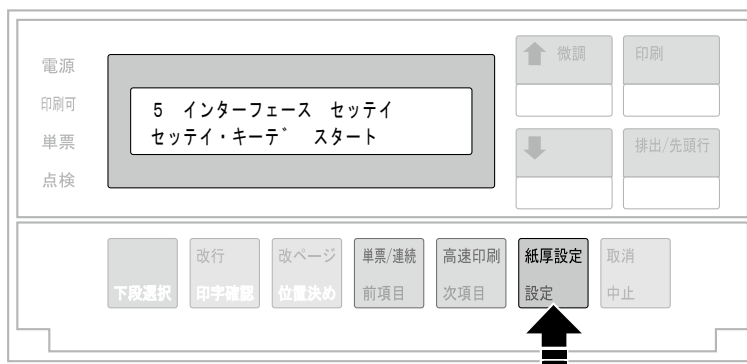 電源
印刷可
単票
点検
5 インターフェース セッテイ
セッテイ・キーデ スタート
微調
印刷
排出/先頭行
下段選択
改行
印字確認
改ページ
位置決め
単票/連続
前項目
高速印刷
次項目
紙厚設定
設定
取消
中止